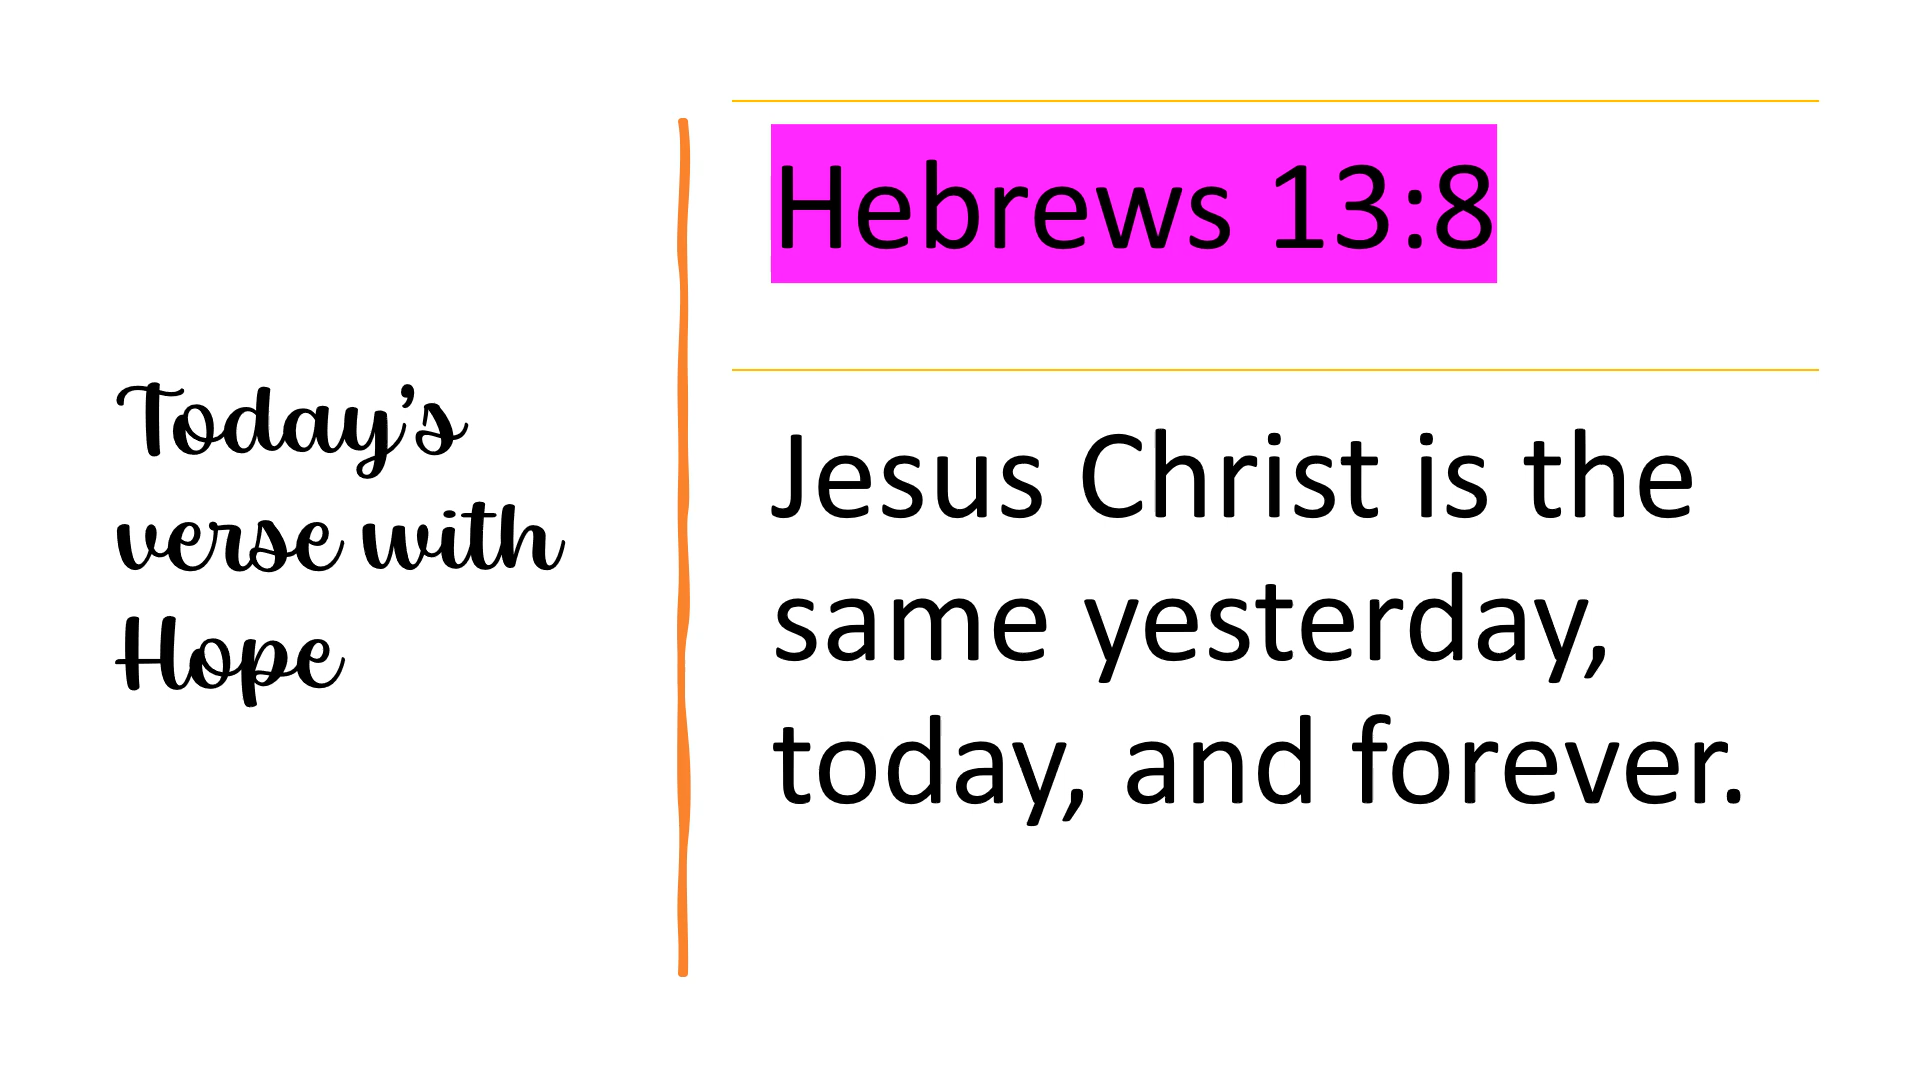 Today’s
verse with
Hope
Hebrews 13:8
Jesus Christ is the
same yesterday,
today, and forever.